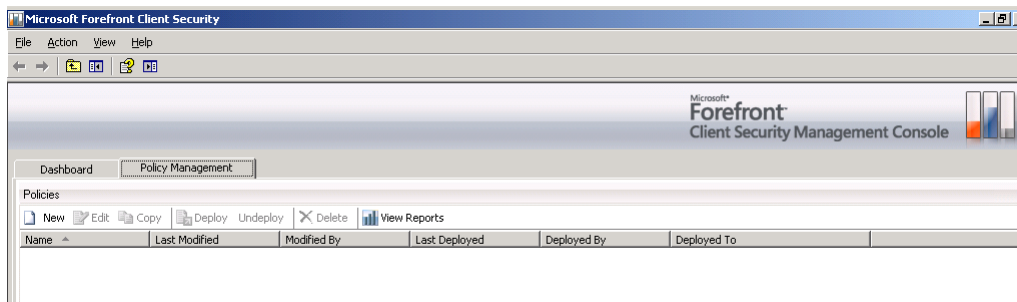 Microsoft Forefront Client Security
File Action View Help
Microsoft®
Forefront™
Client Security Management Console
Dashboard Policy Management
Policies
New Edit Copy Deploy Undeploy Delete View Reports
Name Last Modified Modified By Last Deployed Deployed By Deployed To